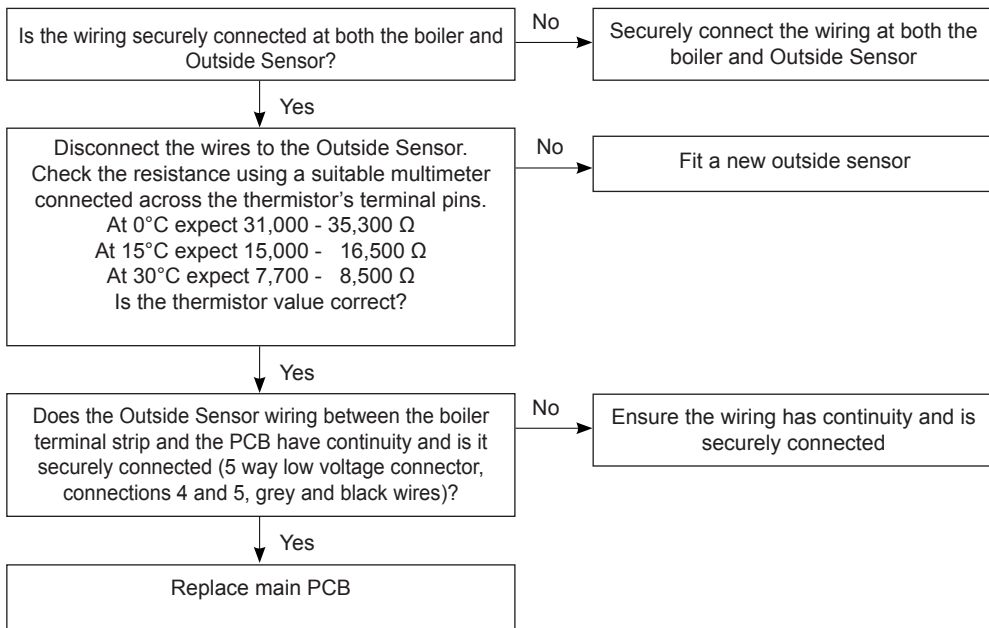 Is the wiring securely connected at both the boiler and
Outside Sensor?
No
Securely connect the wiring at both the
boiler and Outside Sensor
Yes
Disconnect the wires to the Outside Sensor.
Check the resistance using a suitable multimeter
connected across the thermistor's terminal pins.
At 0°C expect 31,000 - 35,300 Ω
At 15°C expect 15,000 - 16,500 Ω
At 30°C expect 7,700 - 8,500 Ω
Is the thermistor value correct?
No
Fit a new outside sensor
Yes
Does the Outside Sensor wiring between the boiler
terminal strip and the PCB have continuity and is it
securely connected (5 way low voltage connector,
connections 4 and 5, grey and black wires)?
No
Ensure the wiring has continuity and is
securely connected
Yes
Replace main PCB